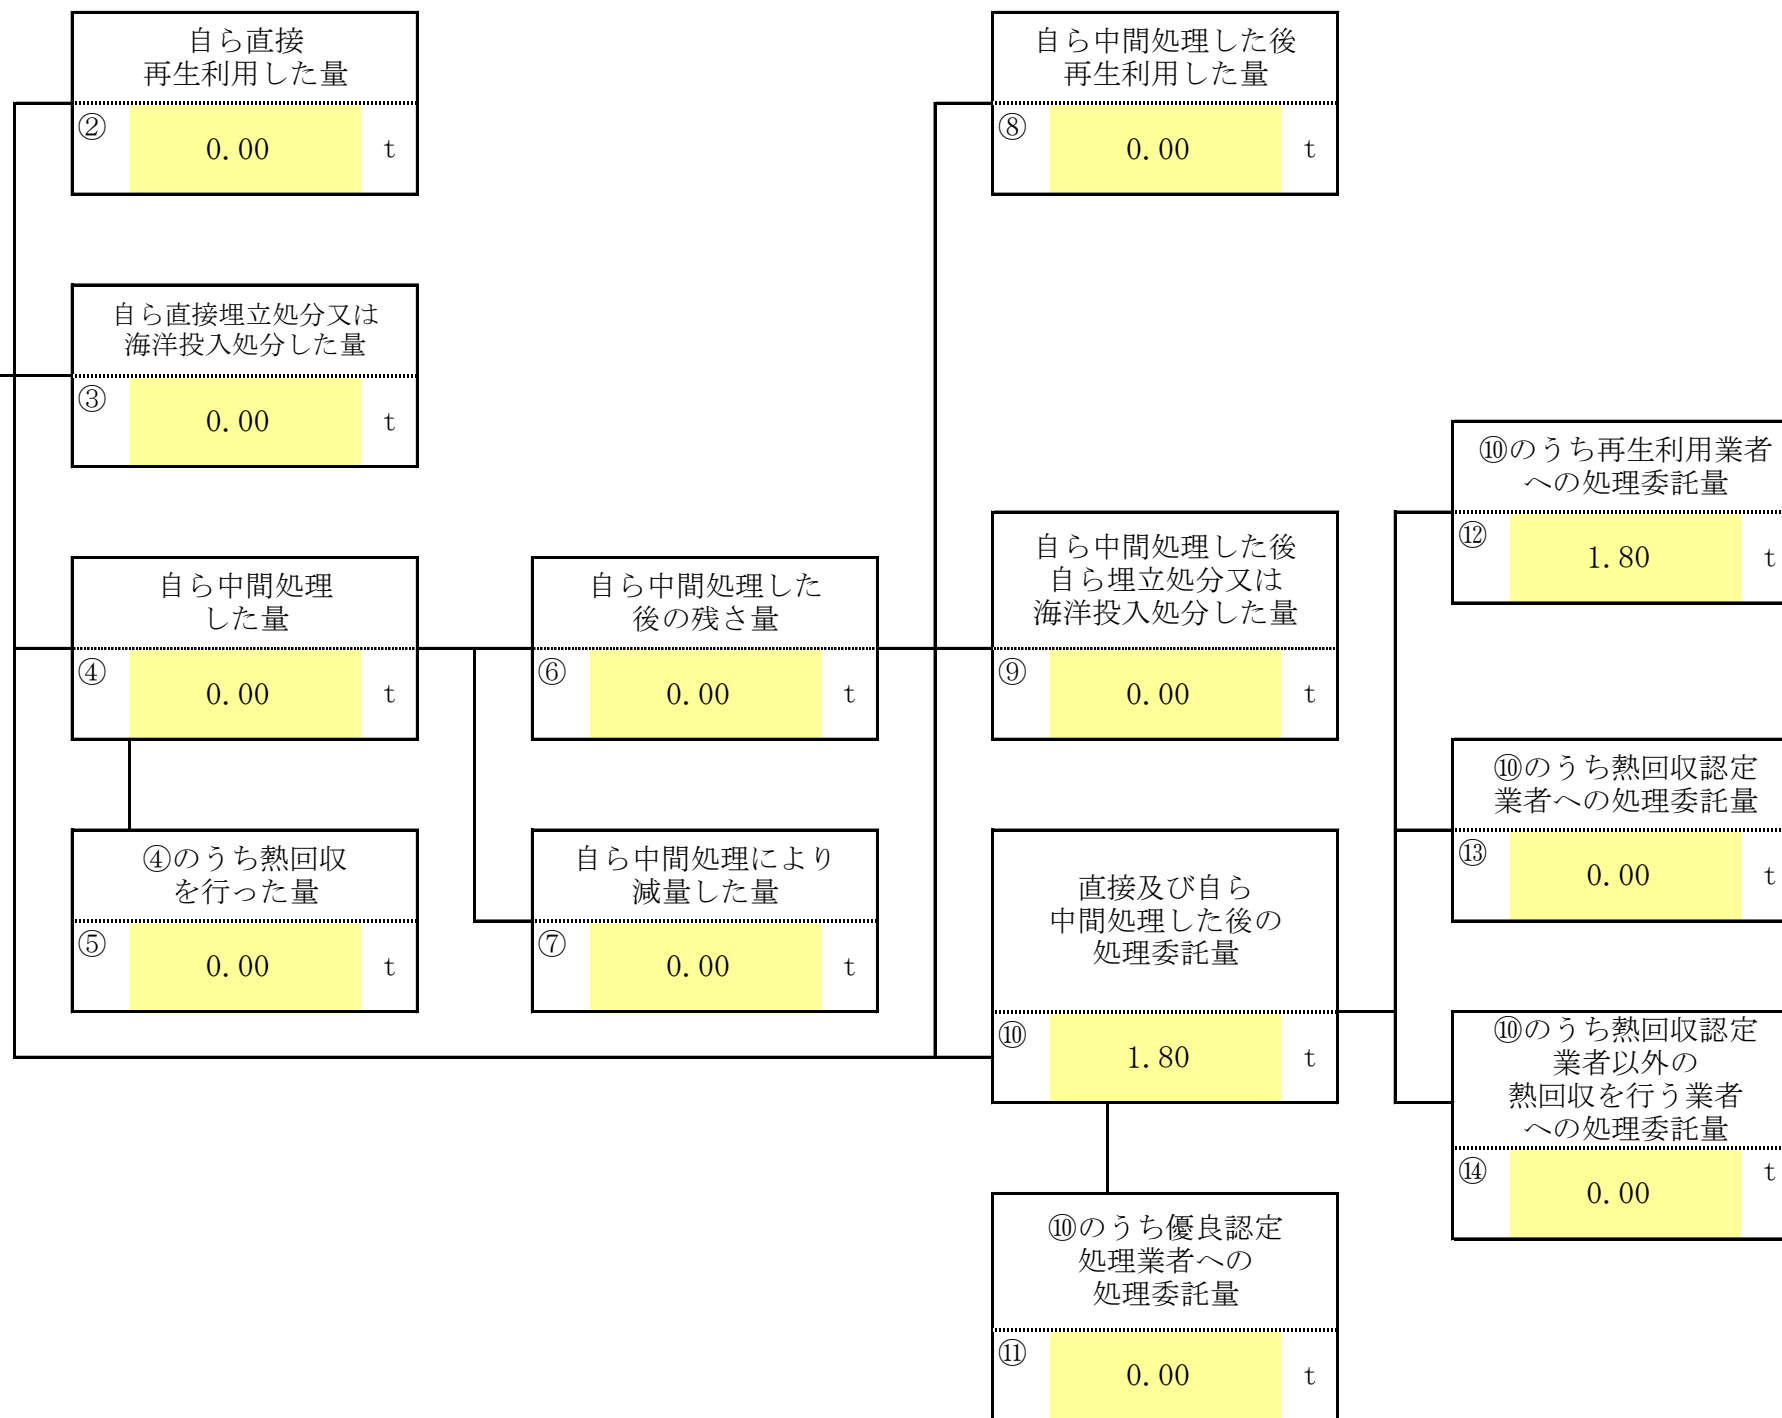 自ら直接
再生利用した量
②
0.00
t
自ら中間処理した後
再生利用した量
⑧
0.00
t
自ら直接埋立処分又は
海洋投入処分した量
③
0.00
t
⑩のうち再生利用業者
への処理委託量
⑫
1.80
t
自ら中間処理
した量
④
0.00
t
自ら中間処理した
後の残さ量
⑥
0.00
t
自ら中間処理した後
自ら埋立処分又は
海洋投入処分した量
⑨
0.00
t
⑩のうち熱回収認定
業者への処理委託量
⑬
0.00
t
④のうち熱回収
を行った量
⑤
0.00
t
自ら中間処理により
減量した量
⑦
0.00
t
直接及び自ら
中間処理した後の
処理委託量
⑩
1.80
t
⑩のうち熱回収認定
業者以外の
熱回収を行う業者
への処理委託量
⑭
0.00
t
⑩のうち優良認定
処理業者への
処理委託量
⑪
0.00
t